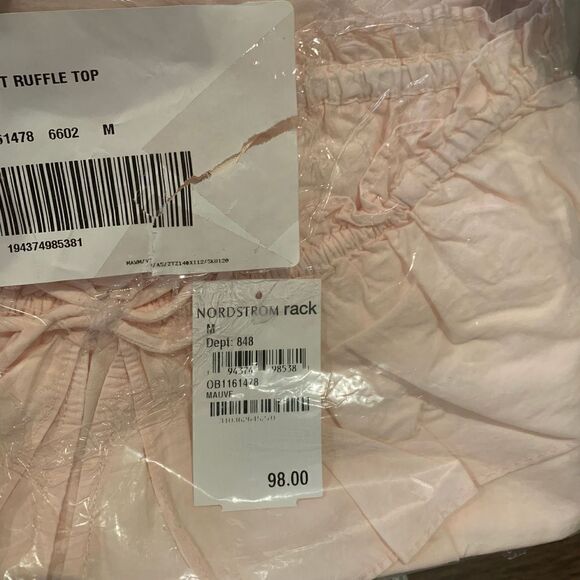 T RUFFLE TOP
61478 6602 M
194374985381
NORDSTROM rack
M
Dept: 848
OB1161478
MAUVE
98.00